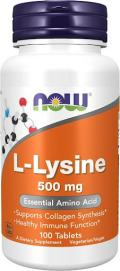 NOW
L-Lysine
500 mg
Essential Amino Acid
• Supports Collagen Synthesis*
• Healthy Immune Function*
100 Tablets
A Dietary Supplement Vegetarian/Vegan